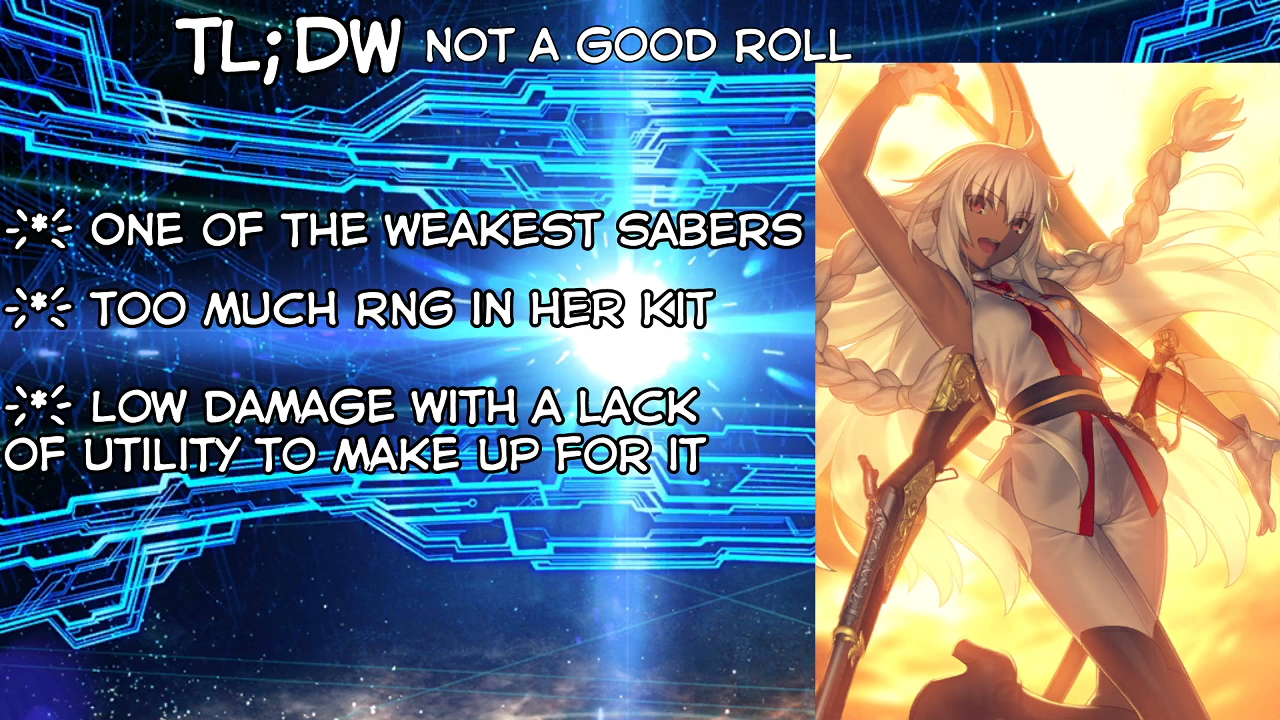 TL;DW NOT A GOOD ROLL
ONE OF THE WEAKEST SABERS
TOO MUCH RNG IN HER KIT
LOW DAMAGE WITH A LACK
OF UTILITY TO MAKE UP FOR IT